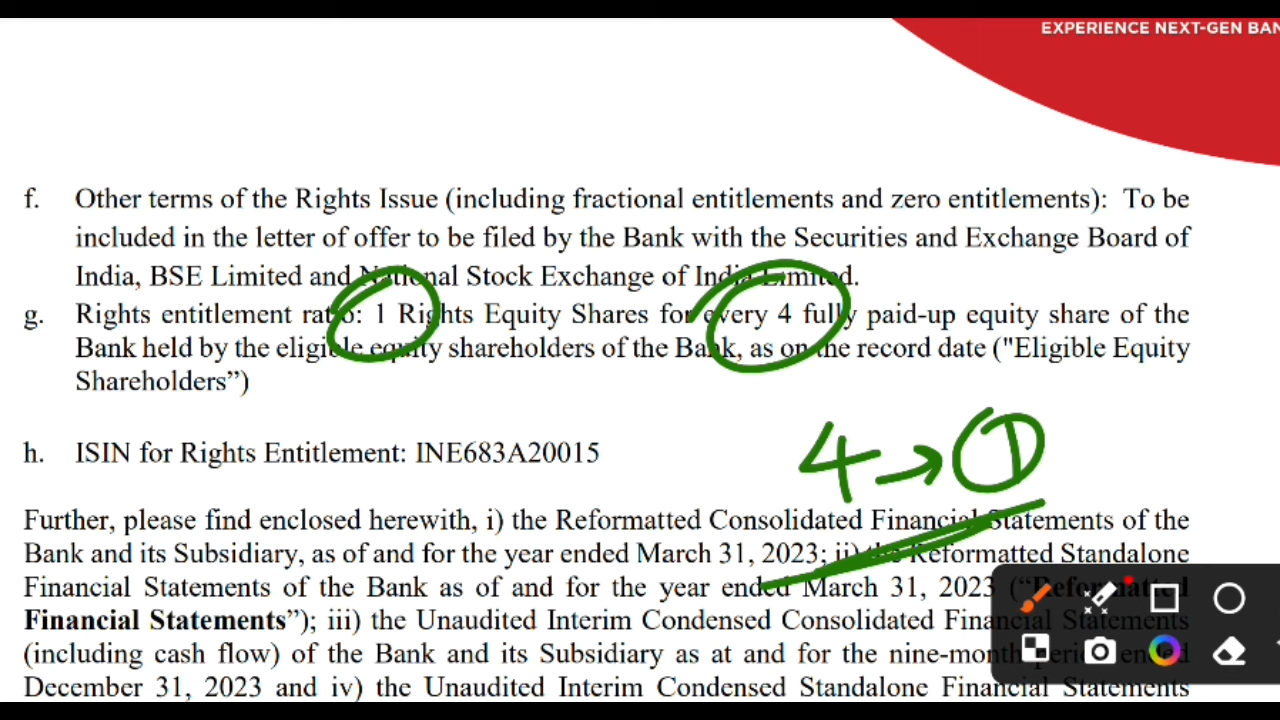 EXPERIENCE NEXT-GEN BAN
f. Other terms of the Rights Issue (including fractional entitlements and zero entitlements): To be
included in the letter of offer to be filed by the Bank with the Securities and Exchange Board of
India, BSE Limited and National Stock Exchange of India Limited.
g. Rights entitlement ratio: 1 Rights Equity Shares for every 4 fully paid-up equity share of the
Bank held by the eligible equity shareholders of the Bank, as on the record date ("Eligible Equity
Shareholders”)
h. ISIN for Rights Entitlement: INE683A20015
4→1
Further, please find enclosed herewith, i) the Reformatted Consolidated Financial Statements of the
Bank and its Subsidiary, as of and for the year ended March 31, 2023; ii) the Reformatted Standalone
Financial Statements of the Bank as of and for the year ended March 31, 2023 (“Reformatted
Financial Statements”); iii) the Unaudited Interim Condensed Consolidated Financial Statements
(including cash flow) of the Bank and its Subsidiary as at and for the nine-month period ended
December 31, 2023 and iv) the Unaudited Interim Condensed Standalone Financial Statements